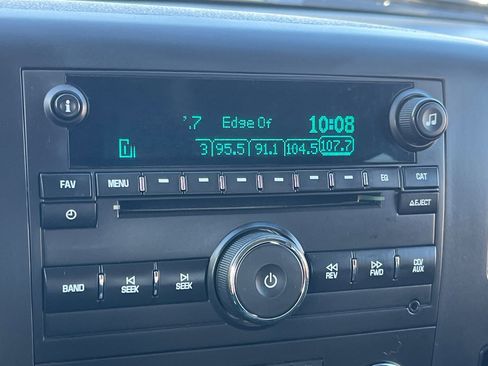 '.7 Edge Of 10:08
1 3 95.5 91.1 104.5 107.7
FAV MENU EQ CAT
EJECT
BAND SEEK SEEK REV FWD CD/
AUX